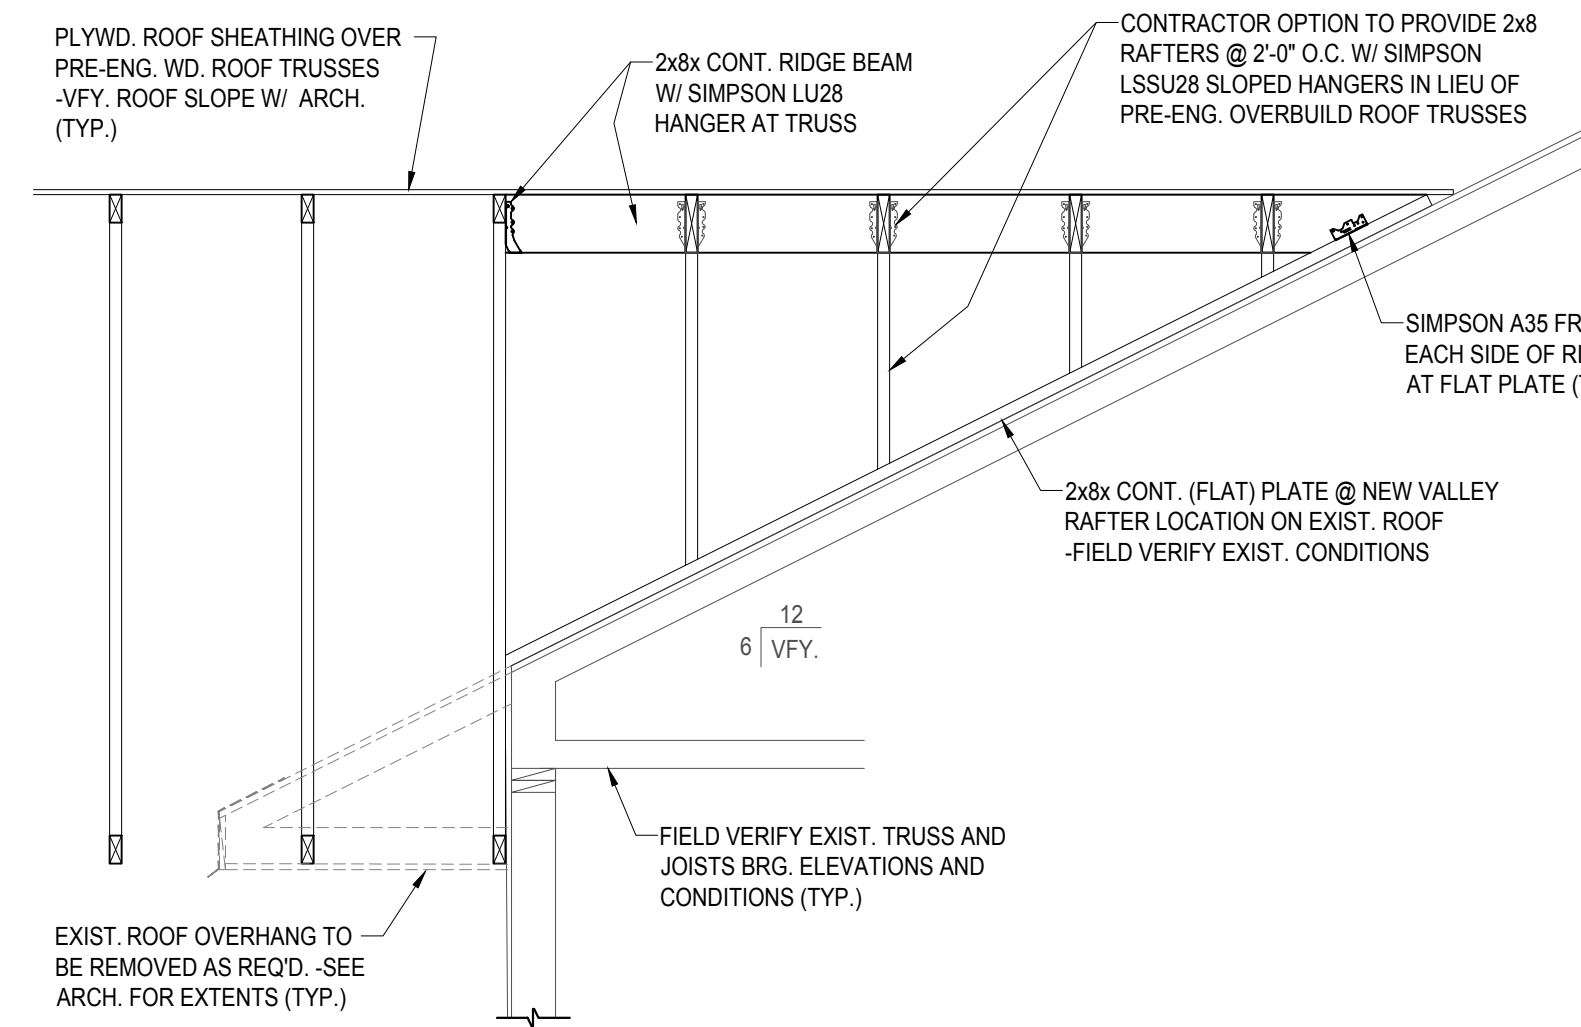 PLYWD. ROOF SHEATHING OVER
PRE-ENG. WD. ROOF TRUSSES
-VFY. ROOF SLOPE W/ ARCH.
(TYP.)
2x8x CONT. RIDGE BEAM
W/ SIMPSON LU28
HANGER AT TRUSS
CONTRACTOR OPTION TO PROVIDE 2x8
RAFTERS @ 2'-0" O.C. W/ SIMPSON
LSSU28 SLOPED HANGERS IN LIEU OF
PRE-ENG. OVERBUILD ROOF TRUSSES
SIMPSON A35
EACH SIDE OF
AT FLAT PLATE
2x8x CONT. (FLAT) PLATE @ NEW VALLEY
RAFTER LOCATION ON EXIST. ROOF
-FIELD VERIFY EXIST. CONDITIONS
12
6 VFY.
FIELD VERIFY EXIST. TRUSS AND
JOISTS BRG. ELEVATIONS AND
CONDITIONS (TYP.)
EXIST. ROOF OVERHANG TO
BE REMOVED AS REQ'D. -SEE
ARCH. FOR EXTENTS (TYP.)